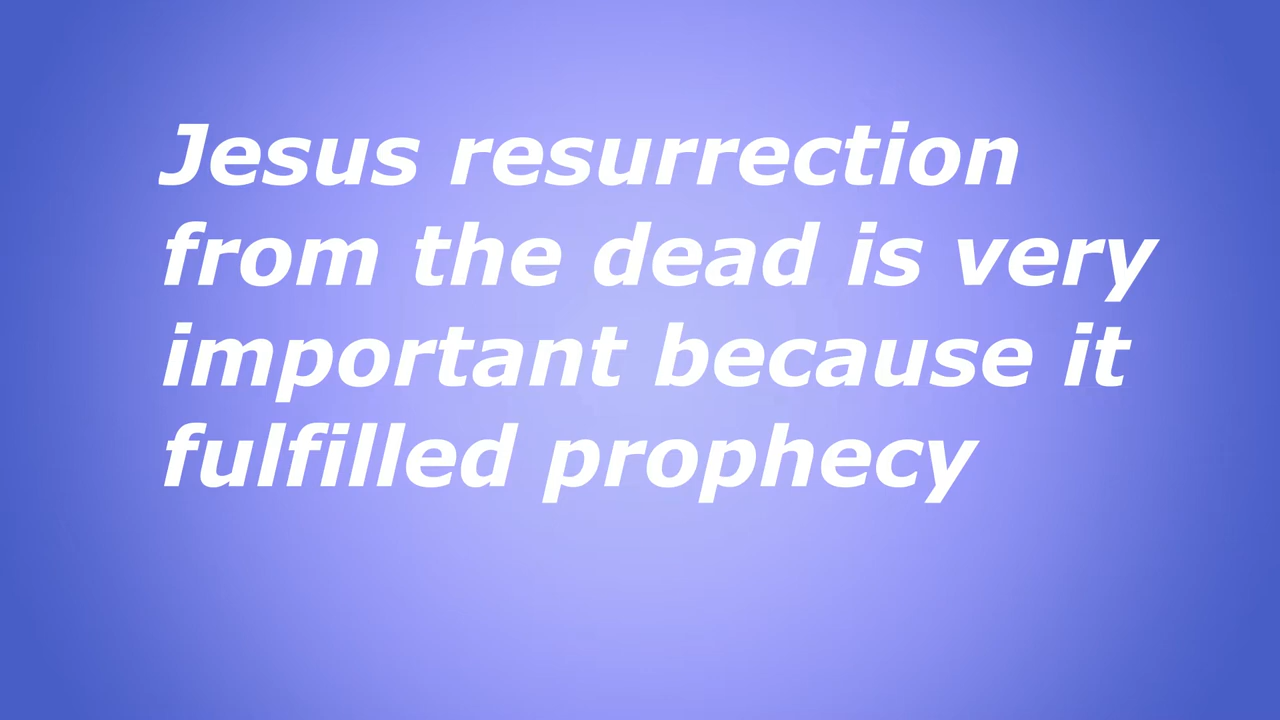 Jesus resurrection
from the dead is very
important because it
fulfilled prophecy